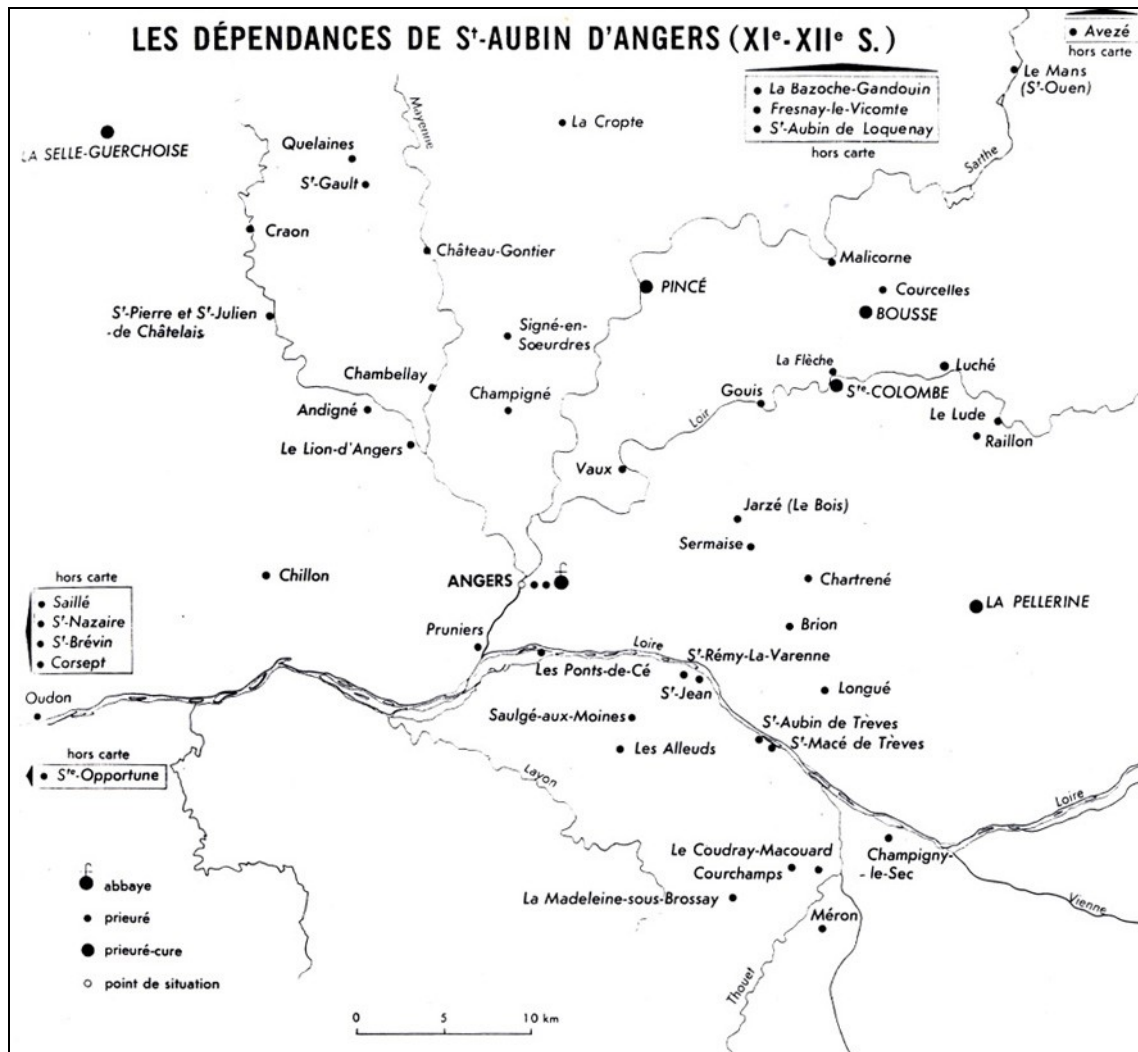 LES DÉPENDANCES DE Sᵗ-AUBIN D'ANGERS (XIᵉ-XIIᵉ S.)
Avezé
hors carte
Le Mans
(Sᵗ-Ouen)
La Bazoche-Gandouin
Fresnay-le-Vicomte
Sᵗ-Aubin de Loquenay
hors carte
La Cropte
Mayenne
Sarthe
LA SELLE-GUERCHOISE
Quelaines
Sᵗ-Gault
Craon
Château-Gontier
Malicorne
PINCÉ
Courcelles
BOUSSE
Sᵗ-Pierre et Sᵗ-Julien
-de Châtelais
Signé-en-
Sœurdres
La Flèche
Luché
Chambellay
Champigné
Gouis
Sᵗᵉ-COLOMBE
Andigné
Loir
Le Lude
Raillon
Le Lion-d'Angers
Vaux
Jarzé (Le Bois)
Sermaise
Chillon
ANGERS
Chartrené
LA PELLERINE
hors carte
Saillé
Sᵗ-Nazaire
Sᵗ-Brévin
Corsept
Pruniers
Brion
Loire
Sᵗ-Rémy-La-Varenne
Les Ponts-de-Cé
Sᵗ-Jean
Longué
Oudon
Saulgé-aux-Moines
Sᵗ-Aubin de Trèves
Sᵗ-Macé de Trèves
Les Alleuds
hors carte
Sᵗᵉ-Opportune
Layon
Loire
Le Coudray-Macouard
Courchamps
Champigny-
-le-Sec
La Madeleine-sous-Brossay
Vienne
Méron
Thouet
abbaye
prieuré
prieuré-cure
point de situation
0 5 10 km